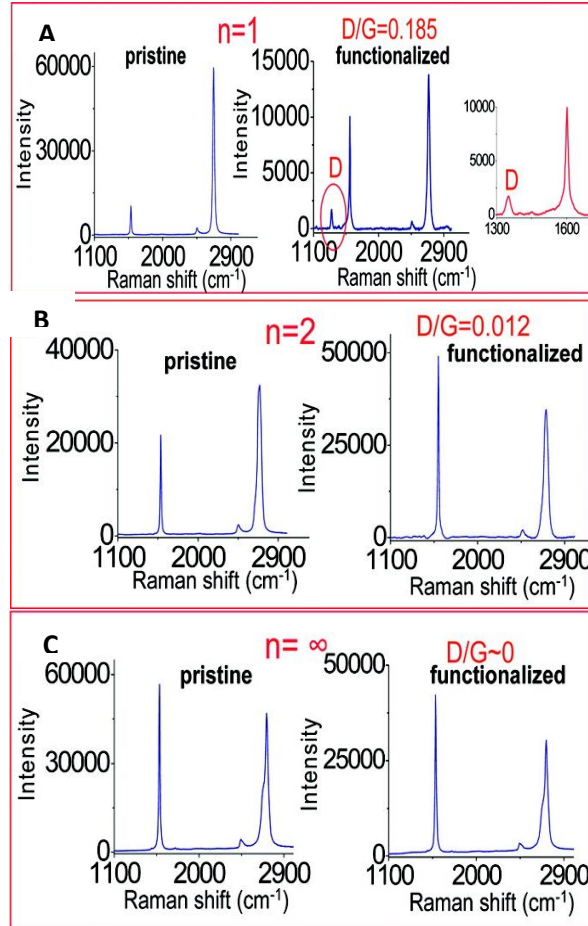 A
n=1
D/G=0.185
pristine
functionalized
60000
30000
0
Intensity
1100 2000 2900
Raman shift (cm-1)
15000
10000
5000
0
Intensity
D
1100 2000 2900
Raman shift (cm-1)
10000
5000
0
D
1300 1600
B
n=2
D/G=0.012
pristine
functionalized
40000
20000
0
Intensity
1100 2000 2900
Raman shift (cm-1)
50000
25000
0
Intensity
1100 2000 2900
Raman shift (cm-1)
C
n= ∞
D/G~0
pristine
functionalized
60000
30000
0
Intensity
1100 2000 2900
Raman shift (cm-1)
50000
25000
0
Intensity
1100 2000 2900
Raman shift (cm-1)